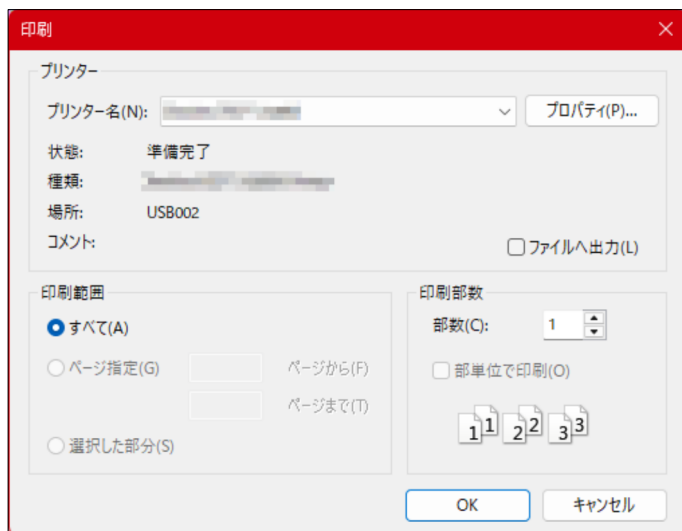 印刷
プリンター
プリンター名(N):
プロパティ(P)...
状態: 準備完了
種類:
場所: USB002
コメント:
ファイルへ出力(L)
印刷範囲
すべて(A)
ページ指定(G) ページから(F)
ページまで(T)
選択した部分(S)
印刷部数
部数(C): 1
部単位で印刷(O)
1 1 2 2 3 3
OK キャンセル